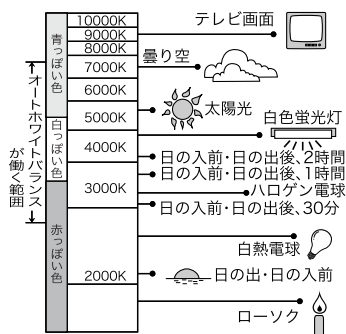 10000K
9000K
8000K
7000K
6000K
5000K
4000K
3000K
2000K
青っぽい色
白っぽい色
赤っぽい色
オートホワイトバランス
が働く範囲
テレビ画面
曇り空
太陽光
白色蛍光灯
日の入前・日の出後、2時間
日の入前・日の出後、1時間
ハロゲン電球
日の入前・日の出後、30分
白熱電球
日の出・日の入前
ローソク